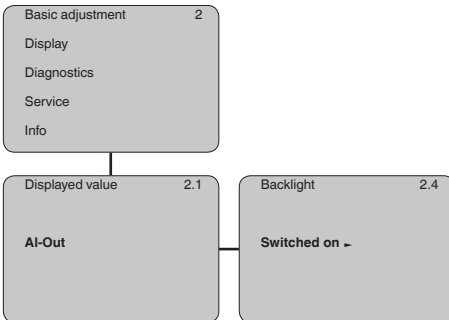 Basic adjustment 2
Display
Diagnostics
Service
Info
Displayed value 2.1
AI-Out
Backlight 2.4
Switched on ►